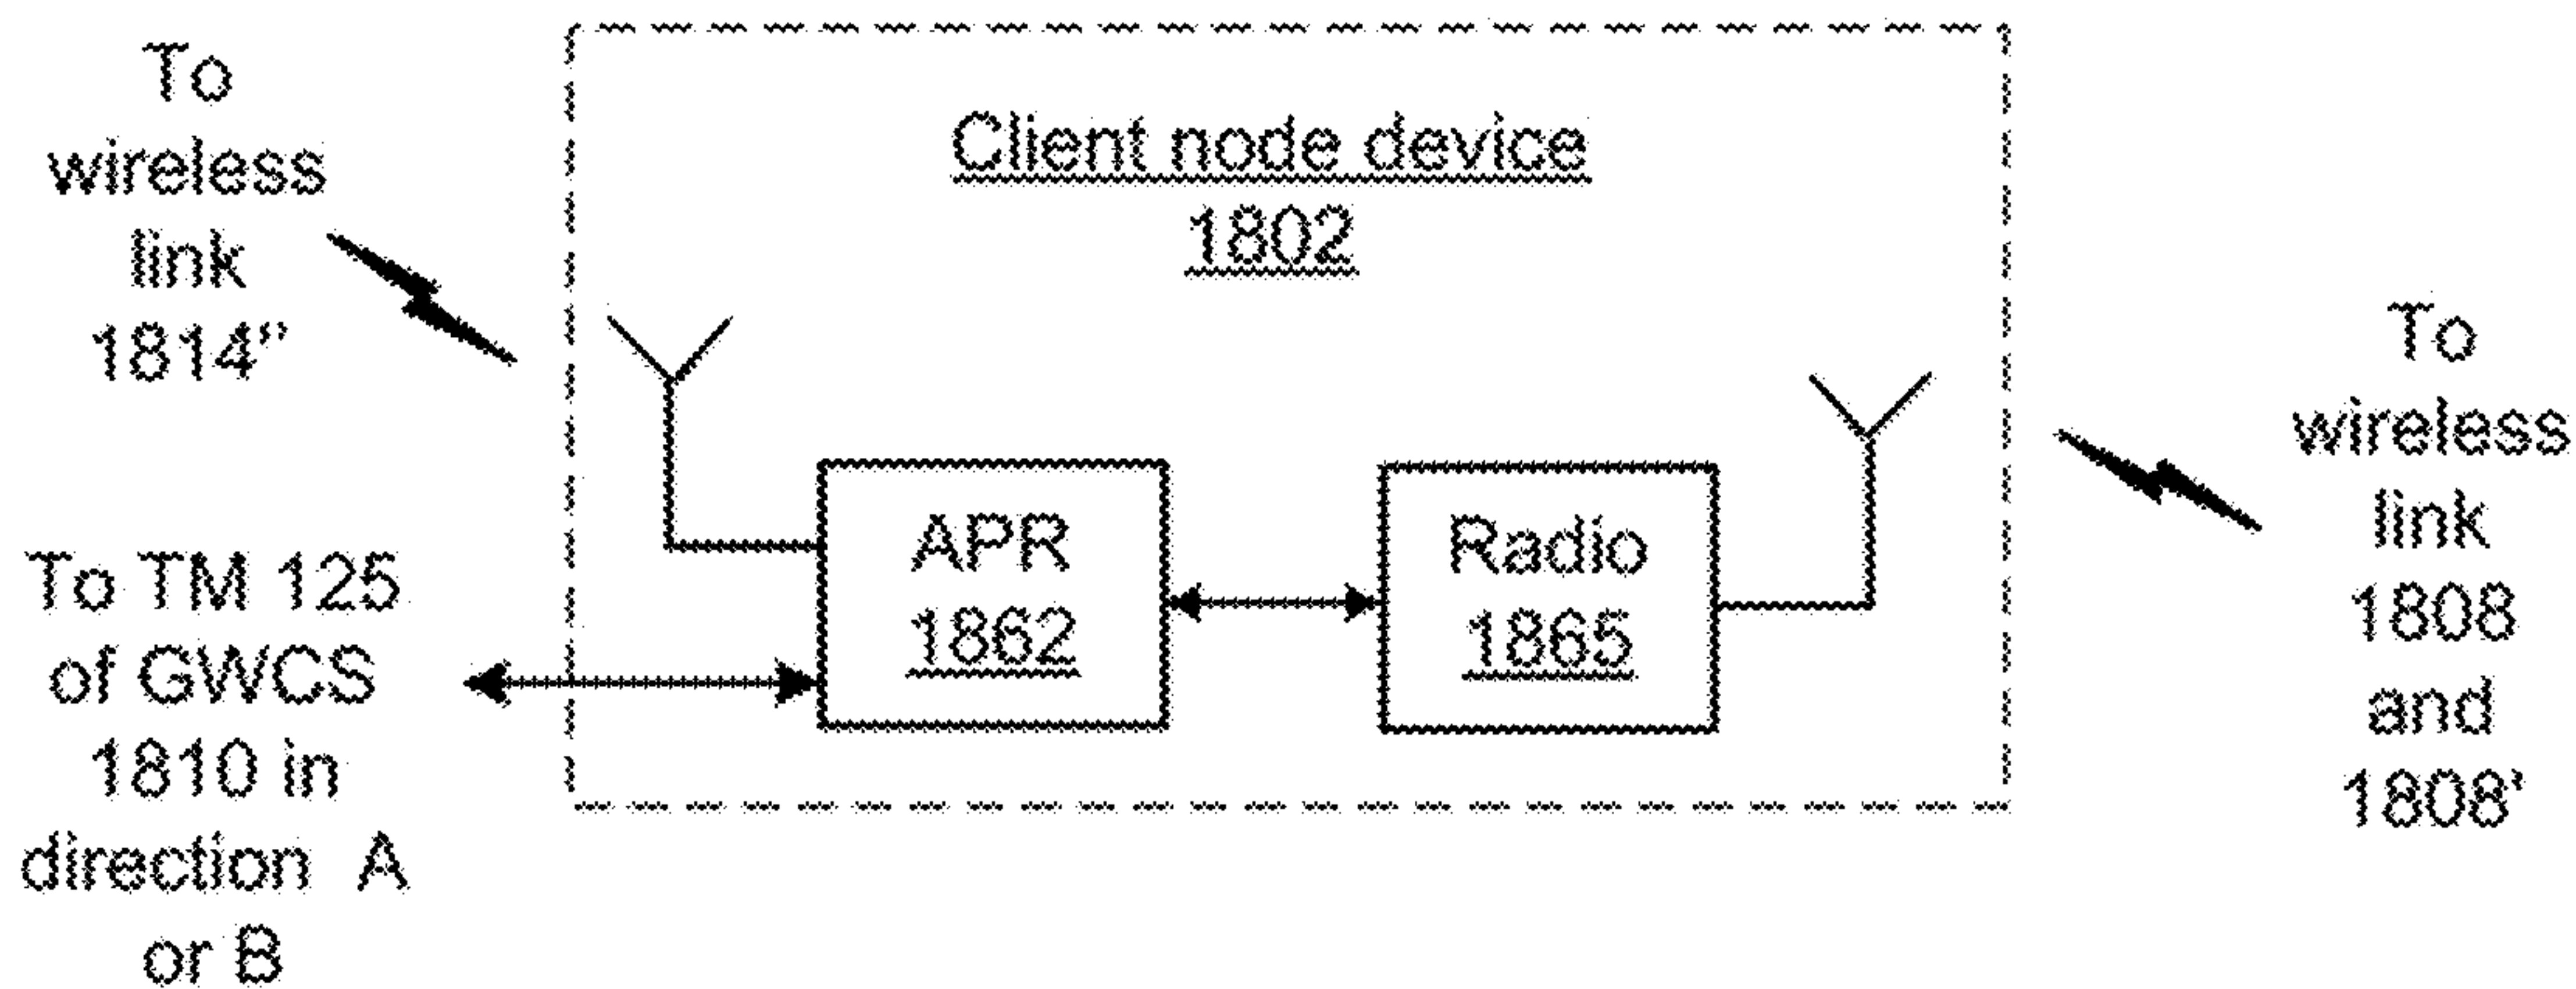 To
wireless
link
1814”
To TM 125
of GWCS
1810 in
direction A
or B
Client node device
1802
APR
1862
Radio
1865
To
wireless
link
1808
and
1808'